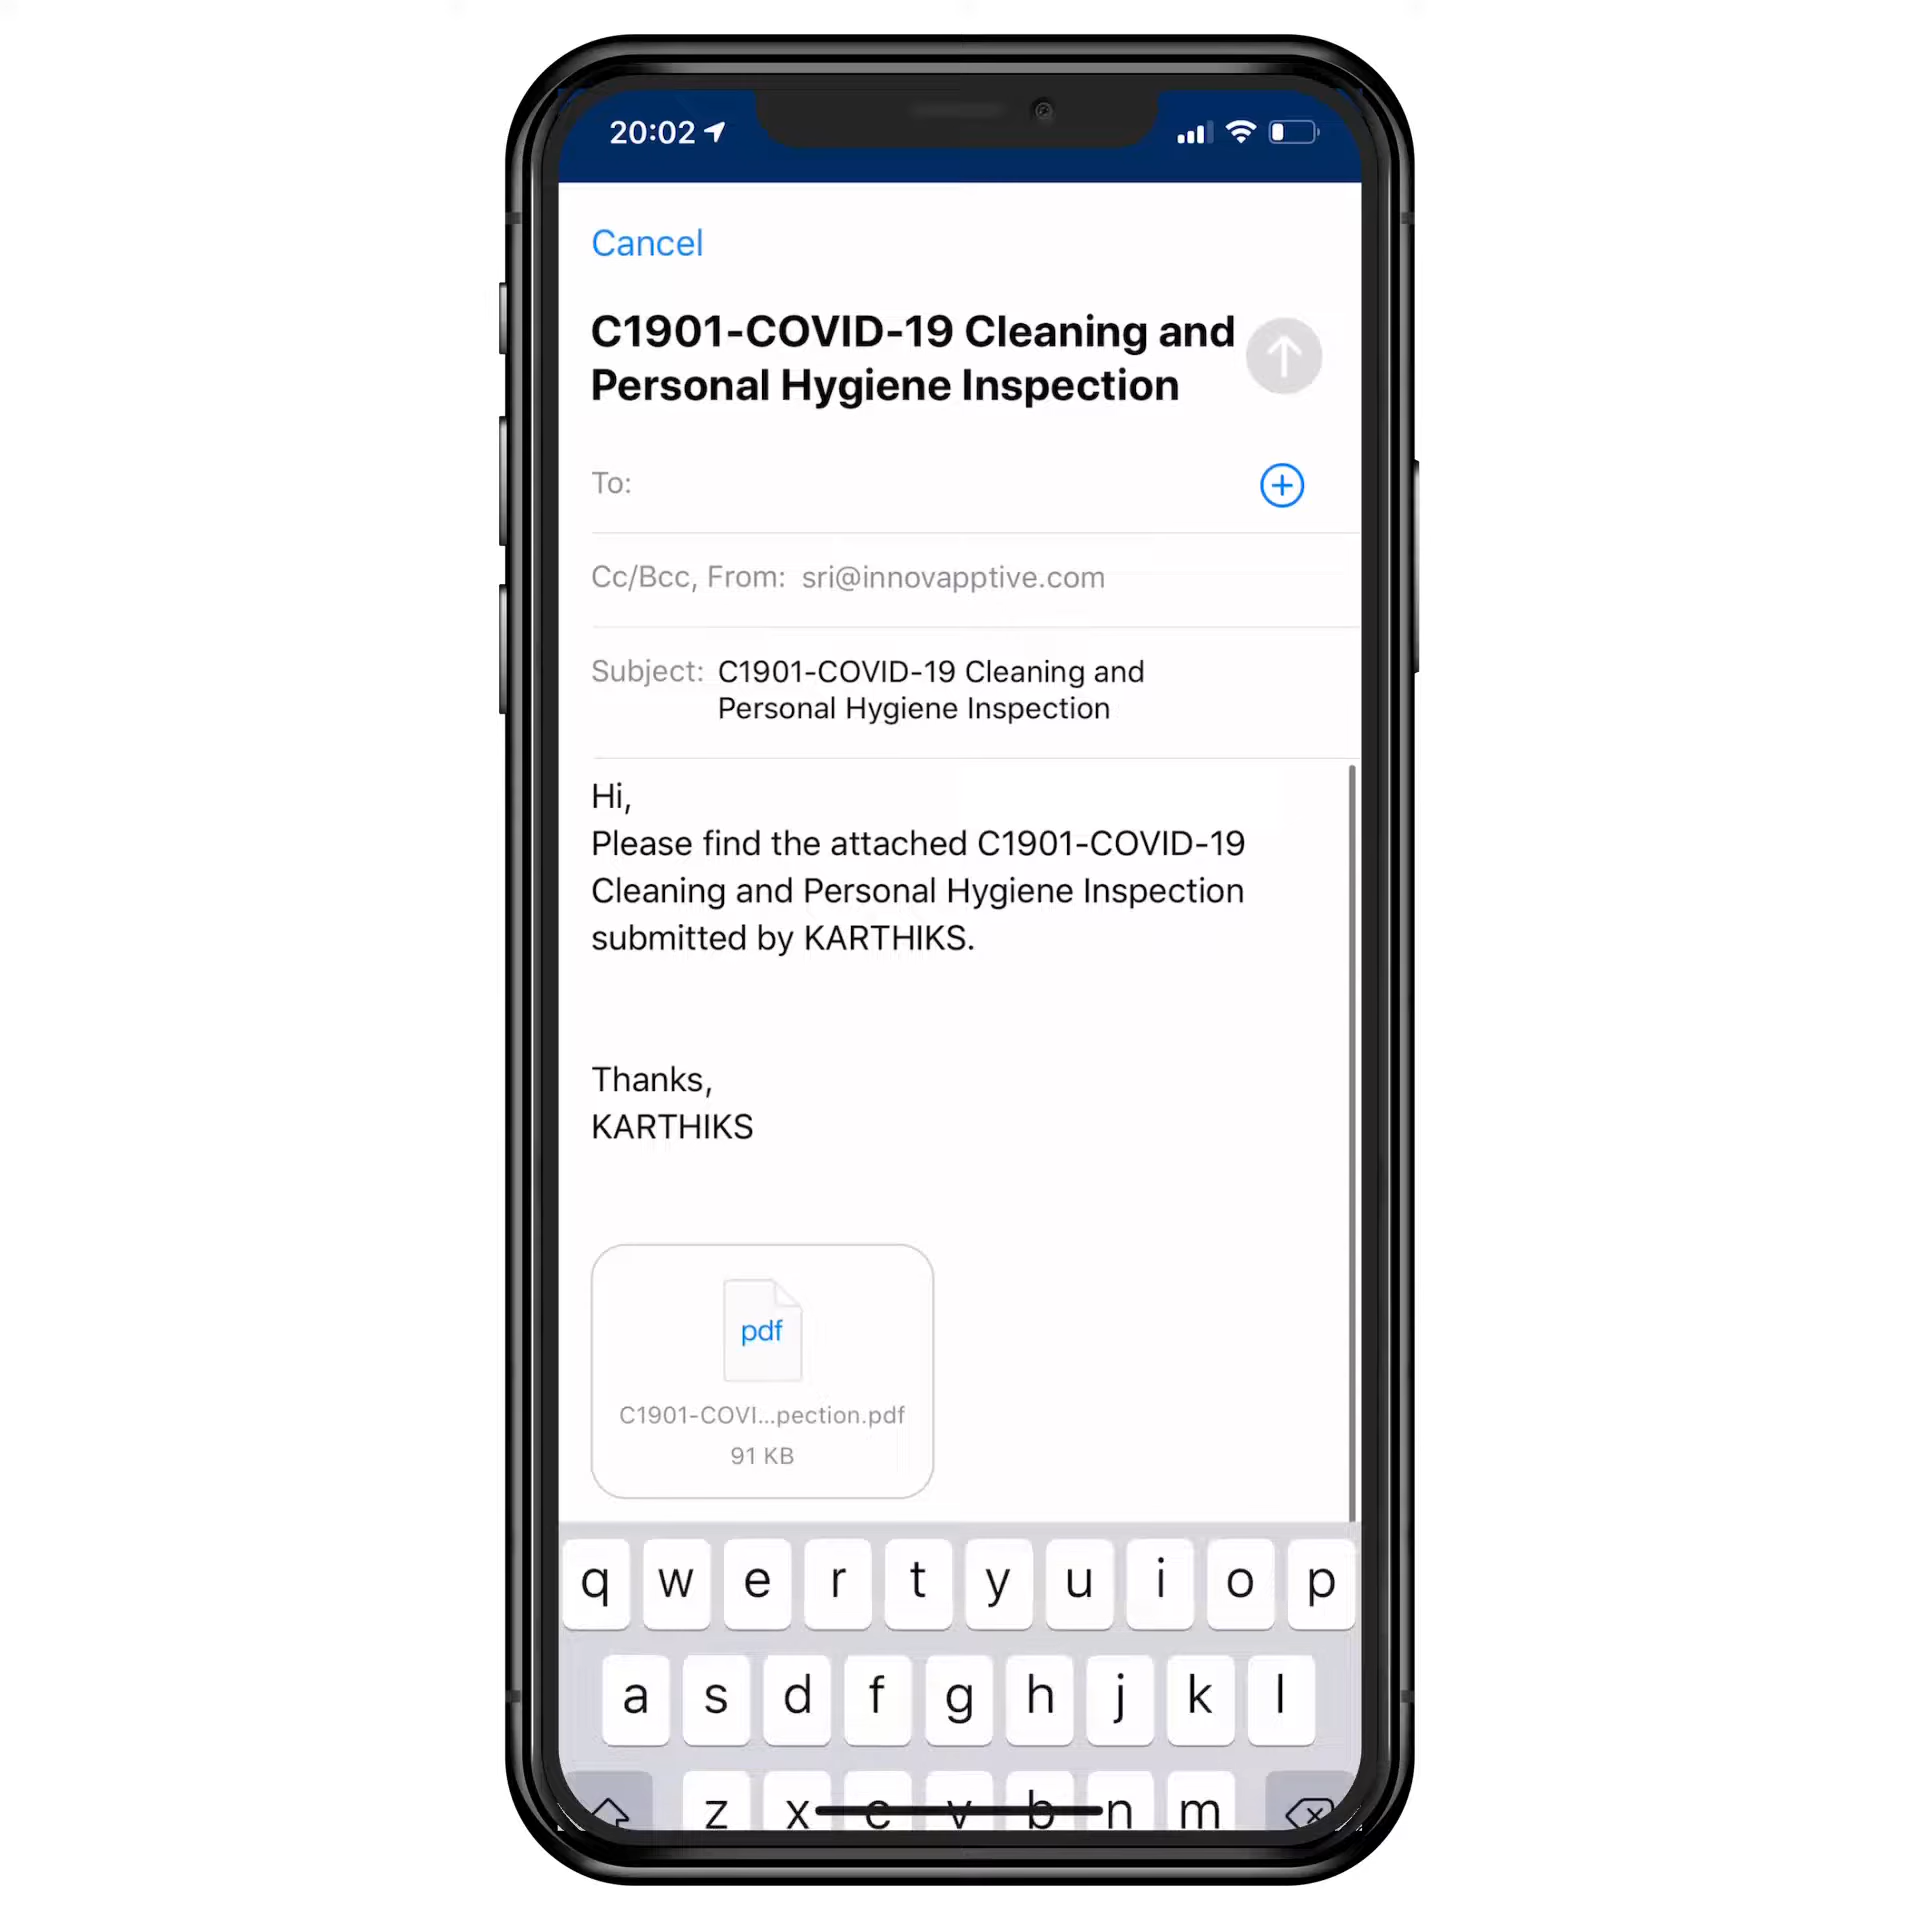 20:02
Cancel
C1901-COVID-19 Cleaning and
Personal Hygiene Inspection
To:
Cc/Bcc, From: sri@innovapptive.com
Subject: C1901-COVID-19 Cleaning and
Personal Hygiene Inspection
Hi,
Please find the attached C1901-COVID-19
Cleaning and Personal Hygiene Inspection
submitted by KARTHIKS.
Thanks,
KARTHIKS
pdf
C1901-COVI...pection.pdf
91 KB
q w e r t y u i o p
a s d f g h j k l
z x c v b n m